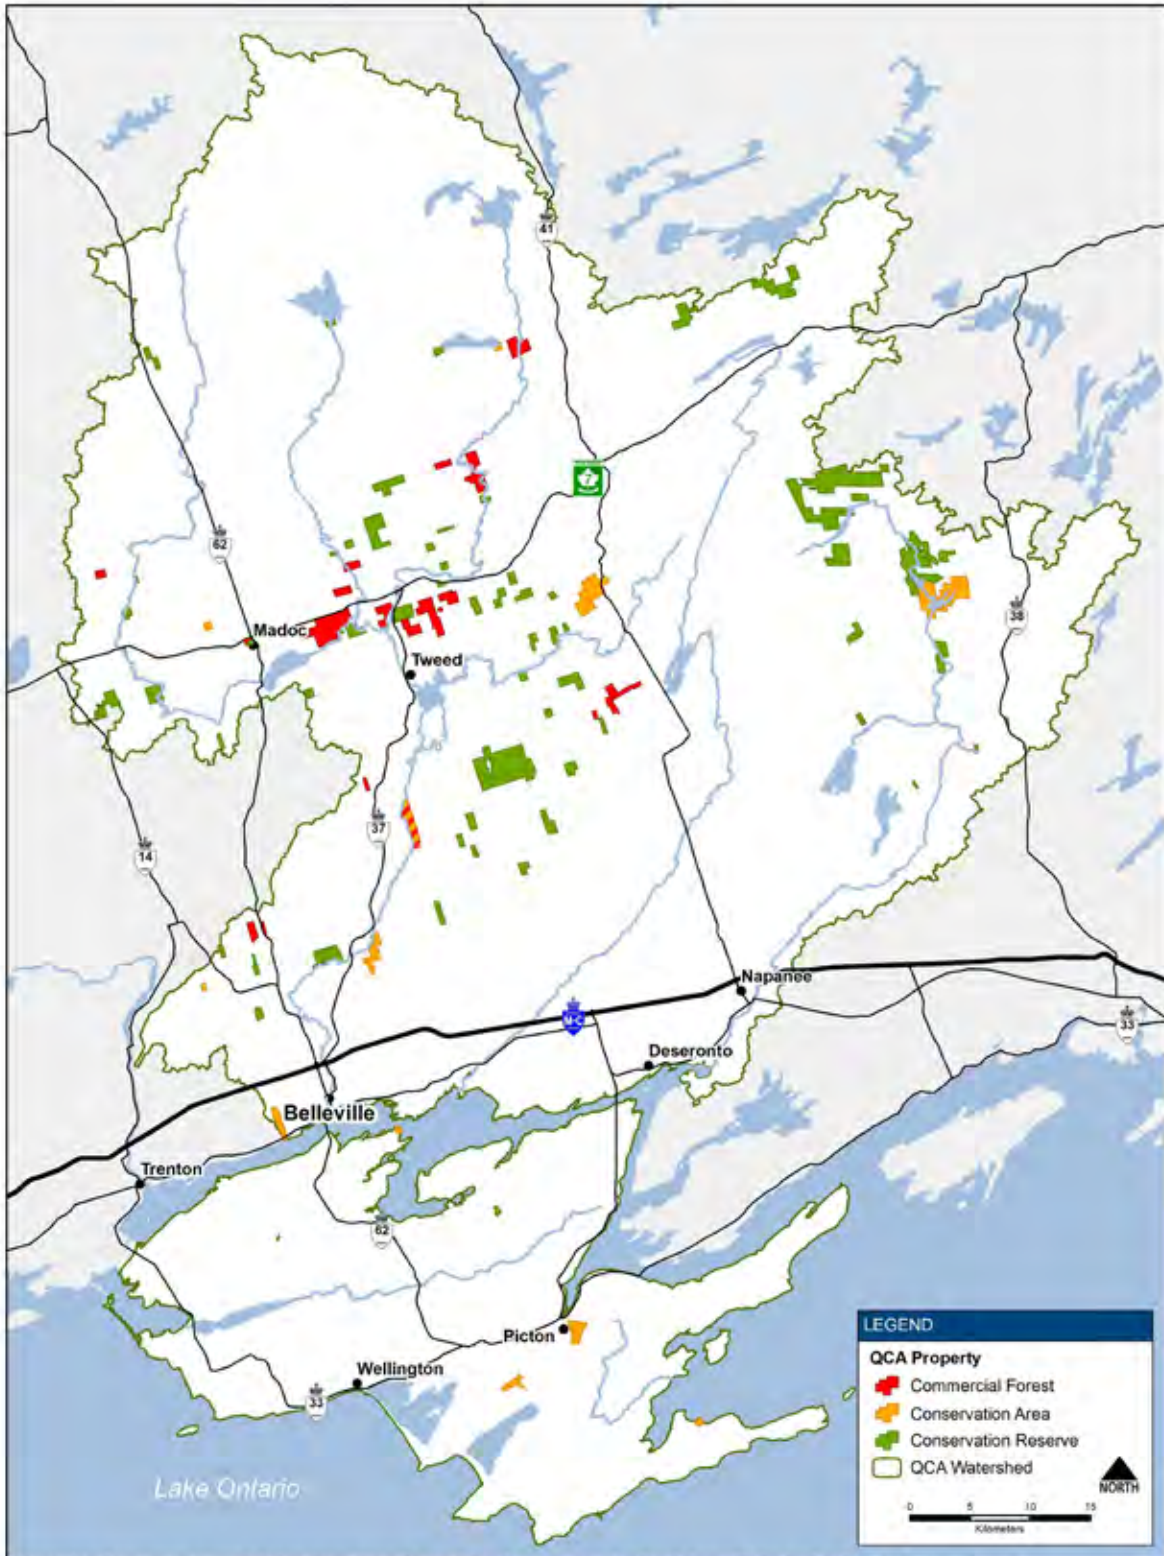 41
7
62
Madoc
38
Tweed
37
14
Napanee
33
Deseronto
Belleville
Trenton
62
Picton
Wellington
33
Lake Ontario
LEGEND
QCA Property
Commercial Forest
Conservation Area
Conservation Reserve
QCA Watershed
NORTH
0 5 10 15
Kilometers